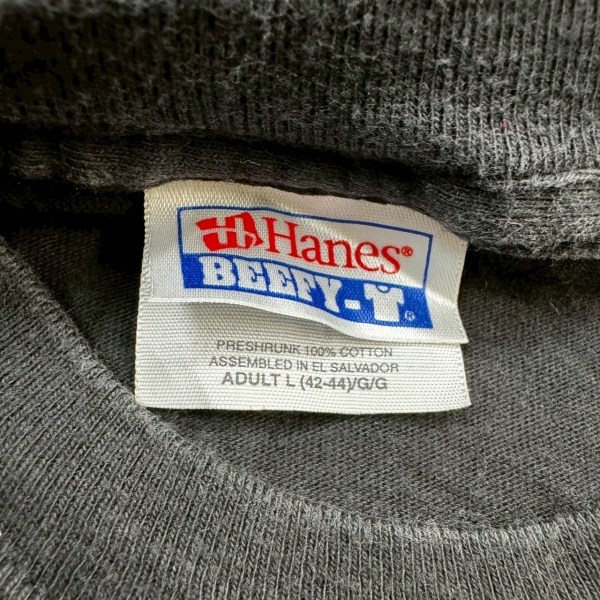 Hanes®
BEEFY-T®
PRESHRUNK 100% COTTON
ASSEMBLED IN EL SALVADOR
ADULT L (42-44)/G/G